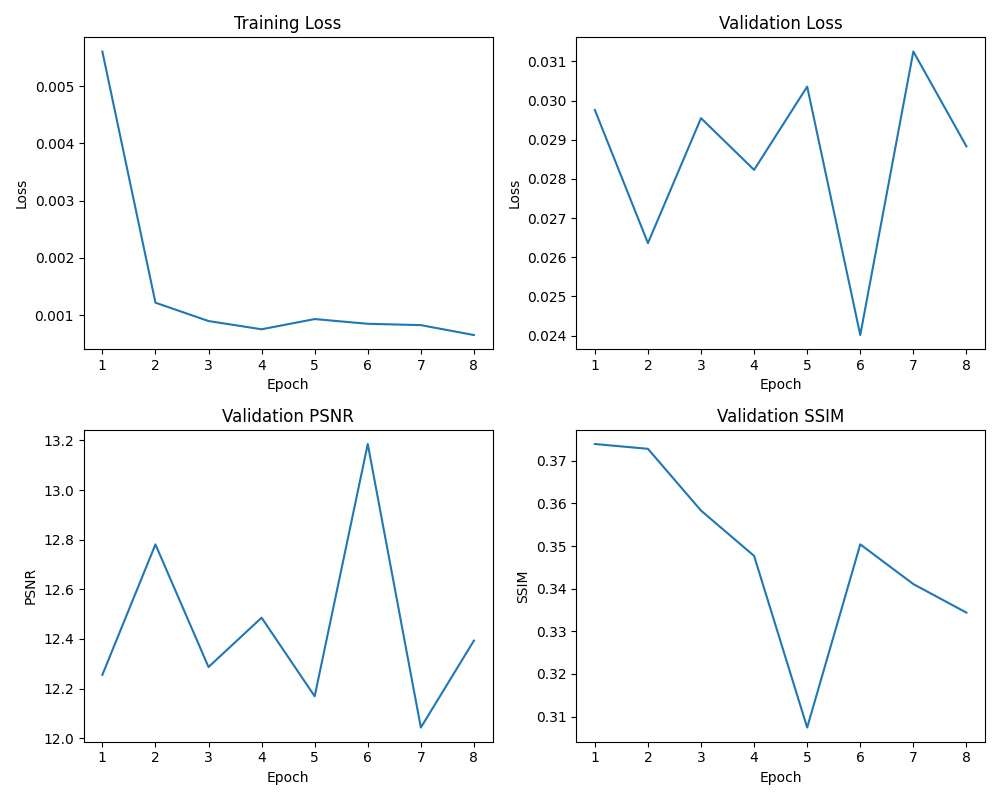 Training Loss
Loss
0.005
0.004
0.003
0.002
0.001
1 2 3 4 5 6 7 8
Epoch
Validation Loss
Loss
0.031
0.030
0.029
0.028
0.027
0.026
0.025
0.024
1 2 3 4 5 6 7 8
Epoch
Validation PSNR
PSNR
13.2
13.0
12.8
12.6
12.4
12.2
12.0
1 2 3 4 5 6 7 8
Epoch
Validation SSIM
SSIM
0.37
0.36
0.35
0.34
0.33
0.32
0.31
1 2 3 4 5 6 7 8
Epoch